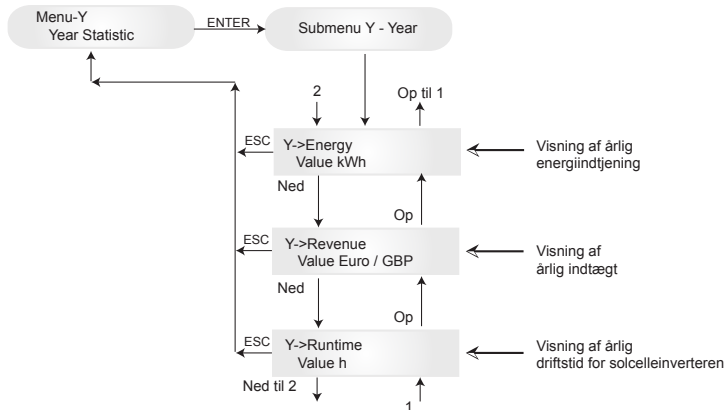 Menu-Y
Year Statistic
ENTER
Submenu Y - Year
2
Op til 1
ESC
Y->Energy
Value kWh
Visning af årlig
energiindtjening
Ned
Op
ESC
Y->Revenue
Value Euro / GBP
Visning af
årlig indtægt
Ned
Op
ESC
Y->Runtime
Value h
Visning af årlig
driftstid for solcelleinverteren
Ned til 2
1